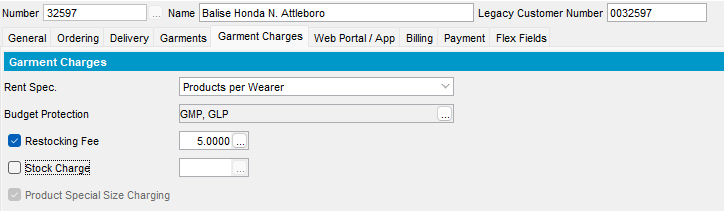 Number 32597 ... Name Balise Honda N. Attleboro Legacy Customer Number 0032597
General Ordering Delivery Garments Garment Charges Web Portal / App Billing Payment Flex Fields
Garment Charges
Rent Spec. Products per Wearer
Budget Protection GMP, GLP ...
Restocking Fee 5.0000 ...
Stock Charge ...
Product Special Size Charging